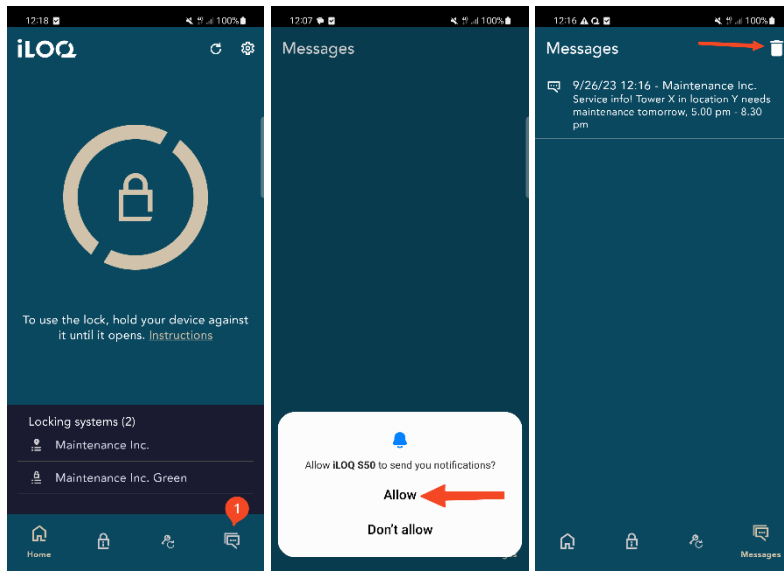 12:18
100%
iLOQ
To use the lock, hold your device against
it until it opens. Instructions
Locking systems (2)
Maintenance Inc.
Maintenance Inc. Green
1
Home
12:07
100%
Messages
Allow iLOQ S50 to send you notifications?
Allow
Don't allow
12:16
100%
Messages
9/26/23 12:16 - Maintenance Inc.
Service info! Tower X in location Y needs
maintenance tomorrow, 5.00 pm - 8.30
pm
Messages